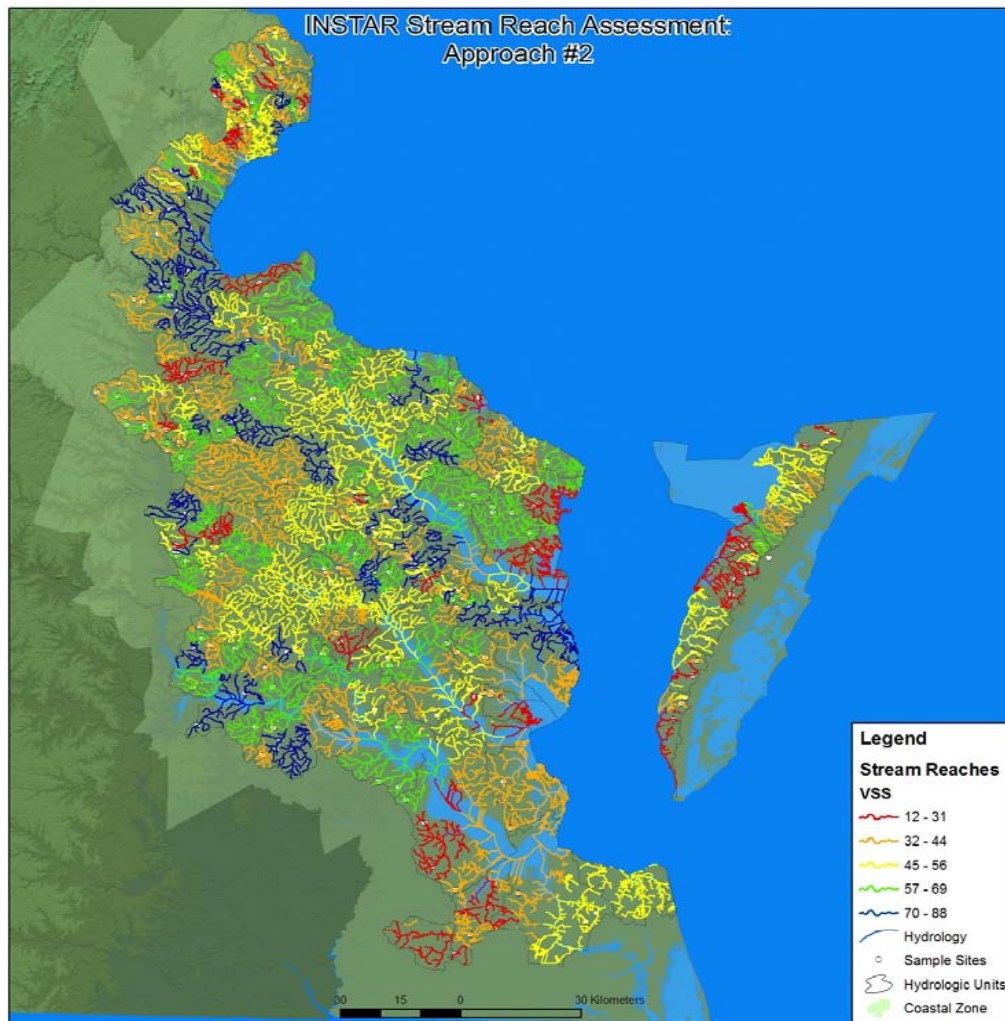 INSTAR Stream Reach Assessment:
Approach #2
Legend
Stream Reaches
VSS
12 - 31
32 - 44
45 - 56
57 - 69
70 - 88
Hydrology
Sample Sites
Hydrologic Units
Coastal Zone
30 15 0 30 Kilometers